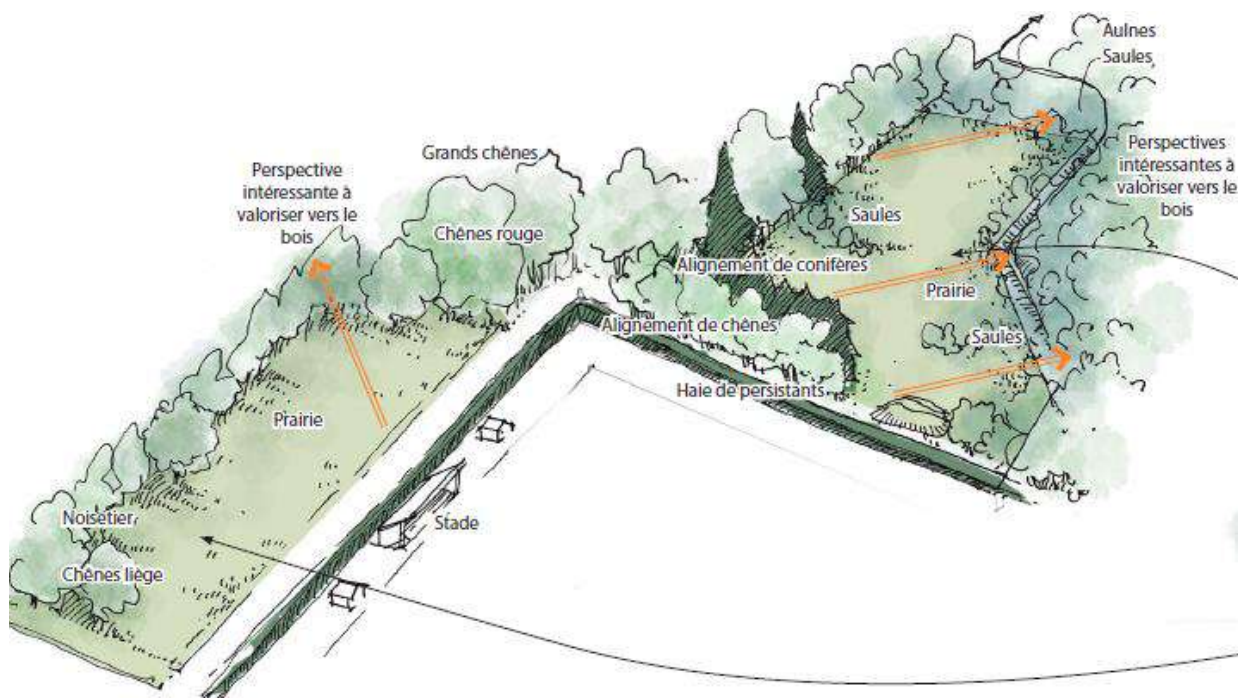 Aulnes
Saules
Grands chênes
Perspective
intéressante à
valoriser vers le
bois
Perspectives
intéressantes à
valoriser vers le
bois
Chênes rouge
Saules
Alignement de conifères
Prairie
Alignement de chênes
Saules
Haie de persistants
Prairie
Noisetier
Stade
Chênes liège